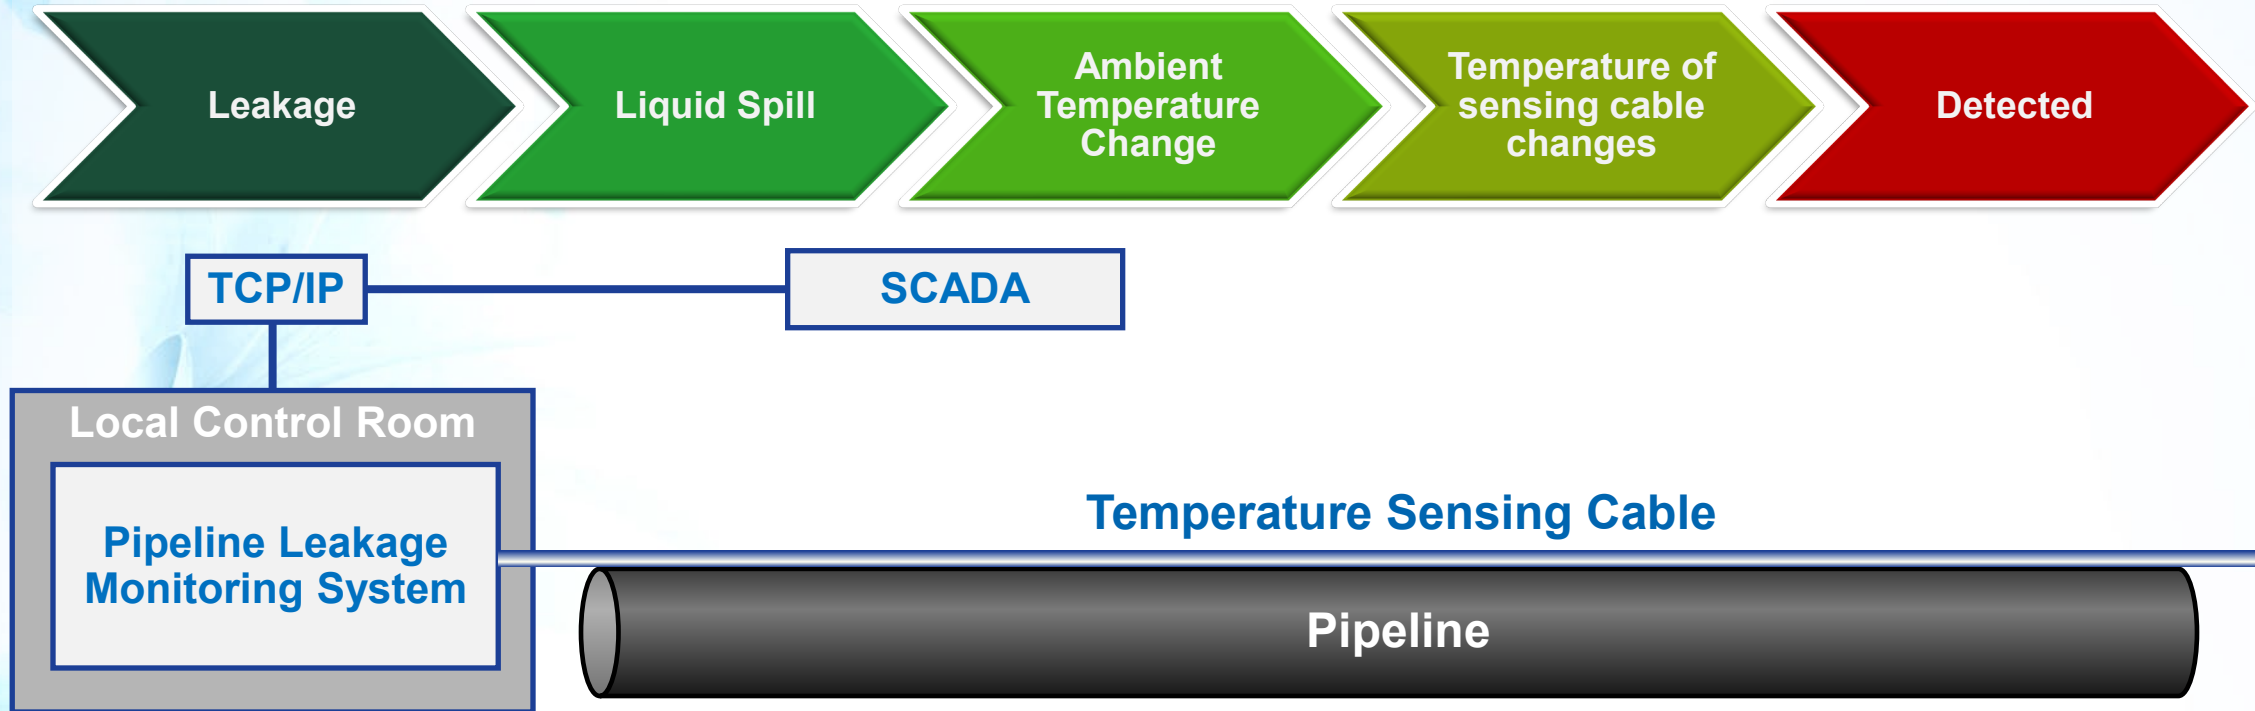 Leakage
Liquid Spill
Ambient
Temperature
Change
Temperature of
sensing cable
changes
Detected
TCP/IP
SCADA
Local Control Room
Pipeline Leakage
Monitoring System
Temperature Sensing Cable
Pipeline